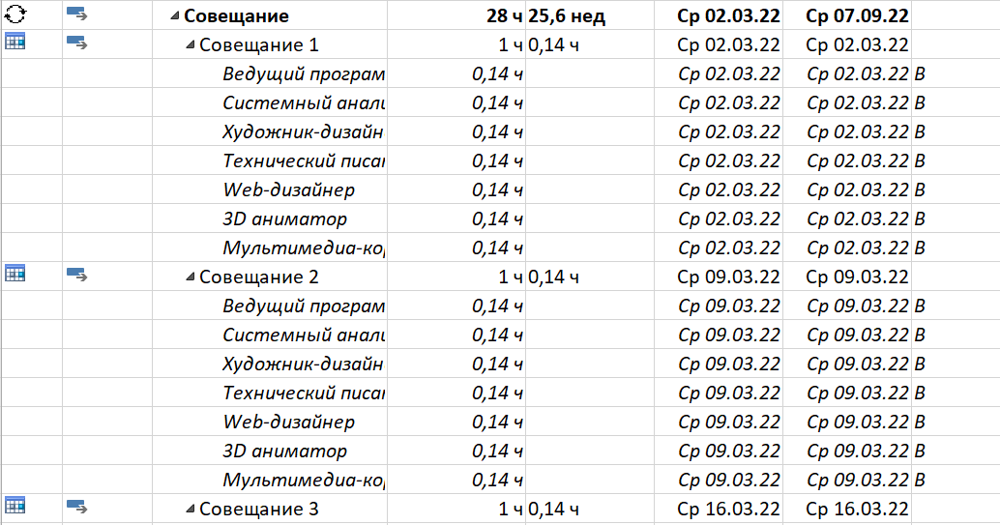 Совещание 28 ч 25,6 нед Ср 02.03.22 Ср 07.09.22
Совещание 1 1 ч 0,14 ч Ср 02.03.22 Ср 02.03.22
Ведущий програм 0,14 ч Ср 02.03.22 Ср 02.03.22 В
Системный анали 0,14 ч Ср 02.03.22 Ср 02.03.22 В
Художник-дизайн 0,14 ч Ср 02.03.22 Ср 02.03.22 В
Технический писат 0,14 ч Ср 02.03.22 Ср 02.03.22 В
Web-дизайнер 0,14 ч Ср 02.03.22 Ср 02.03.22 В
3D аниматор 0,14 ч Ср 02.03.22 Ср 02.03.22 В
Мультимедиа-кор 0,14 ч Ср 02.03.22 Ср 02.03.22 В
Совещание 2 1 ч 0,14 ч Ср 09.03.22 Ср 09.03.22
Ведущий програм 0,14 ч Ср 09.03.22 Ср 09.03.22 В
Системный анали 0,14 ч Ср 09.03.22 Ср 09.03.22 В
Художник-дизайн 0,14 ч Ср 09.03.22 Ср 09.03.22 В
Технический писат 0,14 ч Ср 09.03.22 Ср 09.03.22 В
Web-дизайнер 0,14 ч Ср 09.03.22 Ср 09.03.22 В
3D аниматор 0,14 ч Ср 09.03.22 Ср 09.03.22 В
Мультимедиа-кор 0,14 ч Ср 09.03.22 Ср 09.03.22 В
Совещание 3 1 ч 0,14 ч Ср 16.03.22 Ср 16.03.22